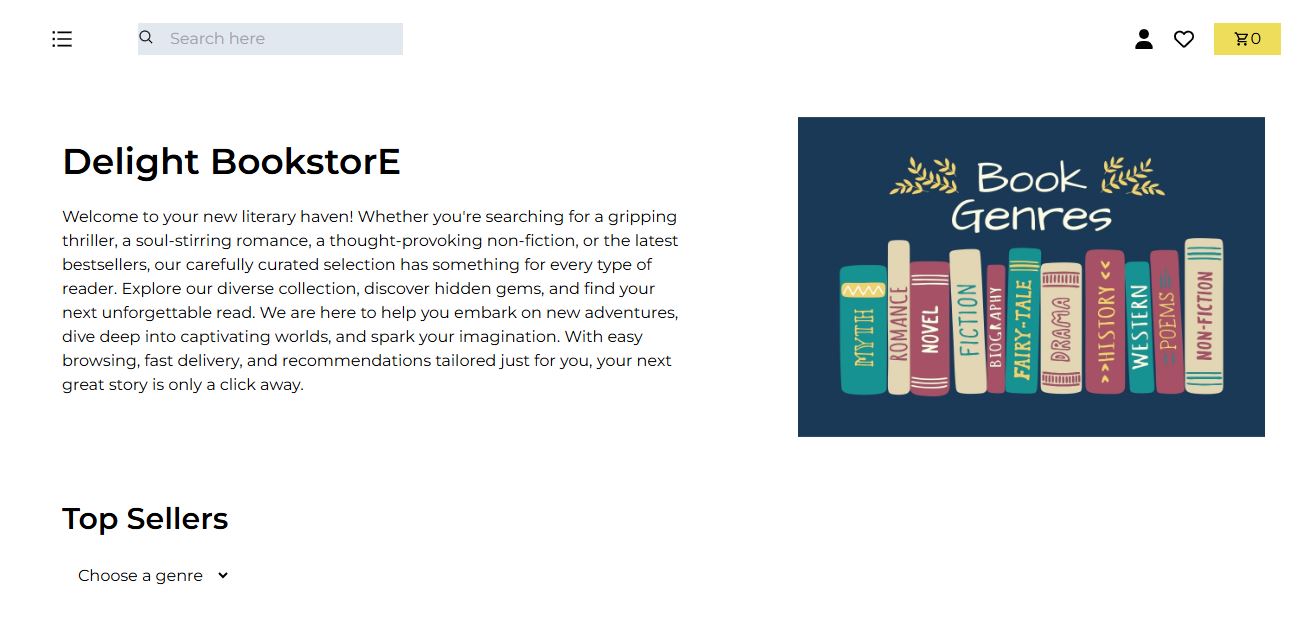 Search here
0
Delight BookstorE
Welcome to your new literary haven! Whether you're searching for a gripping
thriller, a soul-stirring romance, a thought-provoking non-fiction, or the latest
bestsellers, our carefully curated selection has something for every type of
reader. Explore our diverse collection, discover hidden gems, and find your
next unforgettable read. We are here to help you embark on new adventures,
dive deep into captivating worlds, and spark your imagination. With easy
browsing, fast delivery, and recommendations tailored just for you, your next
great story is only a click away.
Book
Genres
MYTH
ROMANCE
NOVEL
FICTION
BIOGRAPHY
FAIRY-TALE
DRAMA
>>HISTORY<<
WESTERN
POEMS
NON-FICTION
Top Sellers
Choose a genre